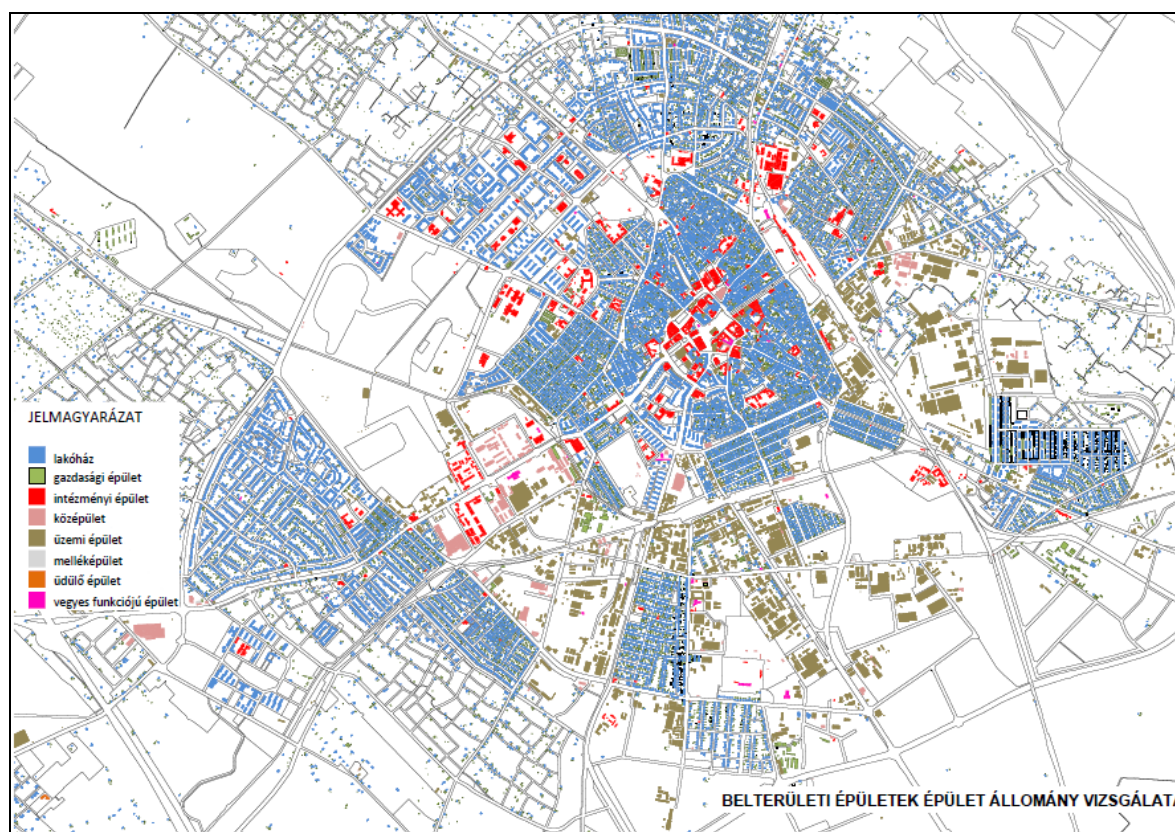 JELMAGYARÁZAT
lakóház
gazdasági épület
intézményi épület
középület
üzemi épület
melléképület
üdülő épület
vegyes funkciójú épület
BELTERÜLETI ÉPÜLETEK ÉPÜLET ÁLLOMÁNY VIZSGÁLATA